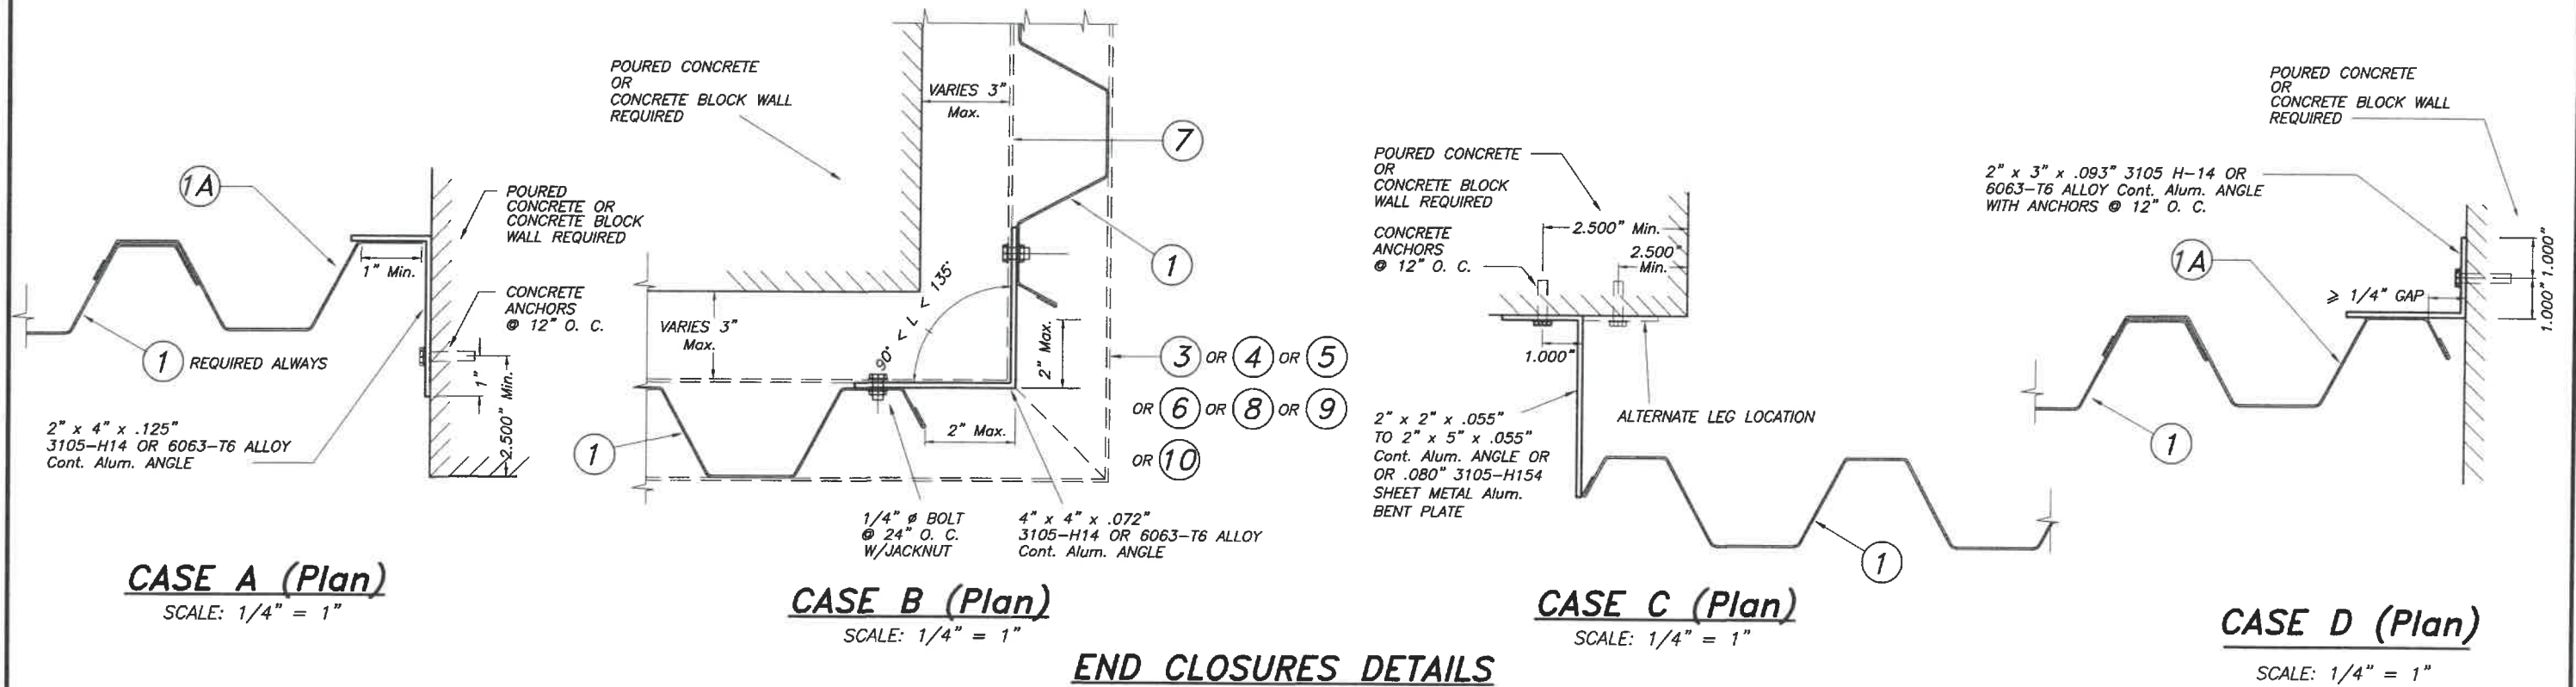 1A
1" Min.
POURED
CONCRETE OR
CONCRETE BLOCK
WALL REQUIRED
CONCRETE
ANCHORS
@ 12" O. C.
1 REQUIRED ALWAYS
1"
2.500" Min.
2" x 4" x .125"
3105-H14 OR 6063-T6 ALLOY
Cont. Alum. ANGLE
CASE A (Plan)
SCALE: 1/4" = 1"
POURED CONCRETE
OR
CONCRETE BLOCK WALL
REQUIRED
VARIES 3"
Max.
7
1
VARIES 3"
Max.
90° < L < 135°
2" Max.
3 OR 4 OR 5
OR 6 OR 8 OR 9
OR 10
2" Max.
1
1/4" ø BOLT
@ 24" O. C.
W/JACKNUT
4" x 4" x .072"
3105-H14 OR 6063-T6 ALLOY
Cont. Alum. ANGLE
CASE B (Plan)
SCALE: 1/4" = 1"
POURED CONCRETE
OR
CONCRETE BLOCK
WALL REQUIRED
CONCRETE
ANCHORS
@ 12" O. C.
2.500" Min.
2.500"
Min.
1.000"
2" x 2" x .055"
TO 2" x 5" x .055"
Cont. Alum. ANGLE OR
OR .080" 3105-H154
SHEET METAL Alum.
BENT PLATE
ALTERNATE LEG LOCATION
1
CASE C (Plan)
SCALE: 1/4" = 1"
POURED CONCRETE
OR
CONCRETE BLOCK WALL
REQUIRED
2" x 3" x .093" 3105 H-14 OR
6063-T6 ALLOY Cont. Alum. ANGLE
WITH ANCHORS @ 12" O. C.
1A
⩾ 1/4" GAP
1.000"
1.000"
1
CASE D (Plan)
SCALE: 1/4" = 1"
END CLOSURES DETAILS